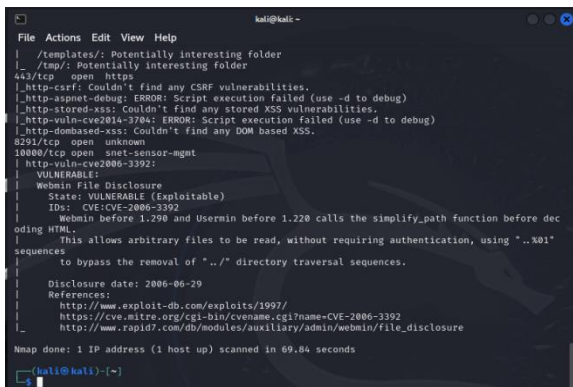 kali@kali: ~
File Actions Edit View Help
| /templates/: Potentially interesting folder
|_ /tmp/: Potentially interesting folder
443/tcp open https
|_http-csrf: Couldn't find any CSRF vulnerabilities.
|_http-aspnet-debug: ERROR: Script execution failed (use -d to debug)
|_http-stored-xss: Couldn't find any stored XSS vulnerabilities.
|_http-vuln-cve2014-3704: ERROR: Script execution failed (use -d to debug)
|_http-dombased-xss: Couldn't find any DOM based XSS.
8291/tcp open unknown
10000/tcp open snet-sensor-mgmt
| http-vuln-cve2006-3392:
| VULNERABLE:
| Webmin File Disclosure
| State: VULNERABLE (Exploitable)
| IDs: CVE:CVE-2006-3392
| Webmin before 1.290 and Usermin before 1.220 calls the simplify_path function before dec
oding HTML.
| This allows arbitrary files to be read, without requiring authentication, using "..%01"
sequences
| to bypass the removal of "../" directory traversal sequences.
|
| Disclosure date: 2006-06-29
| References:
| http://www.exploit-db.com/exploits/1997/
| https://cve.mitre.org/cgi-bin/cvename.cgi?name=CVE-2006-3392
|_ http://www.rapid7.com/db/modules/auxiliary/admin/webmin/file_disclosure
Nmap done: 1 IP address (1 host up) scanned in 69.84 seconds
┌──(kali㉿kali)-[~]
└─$